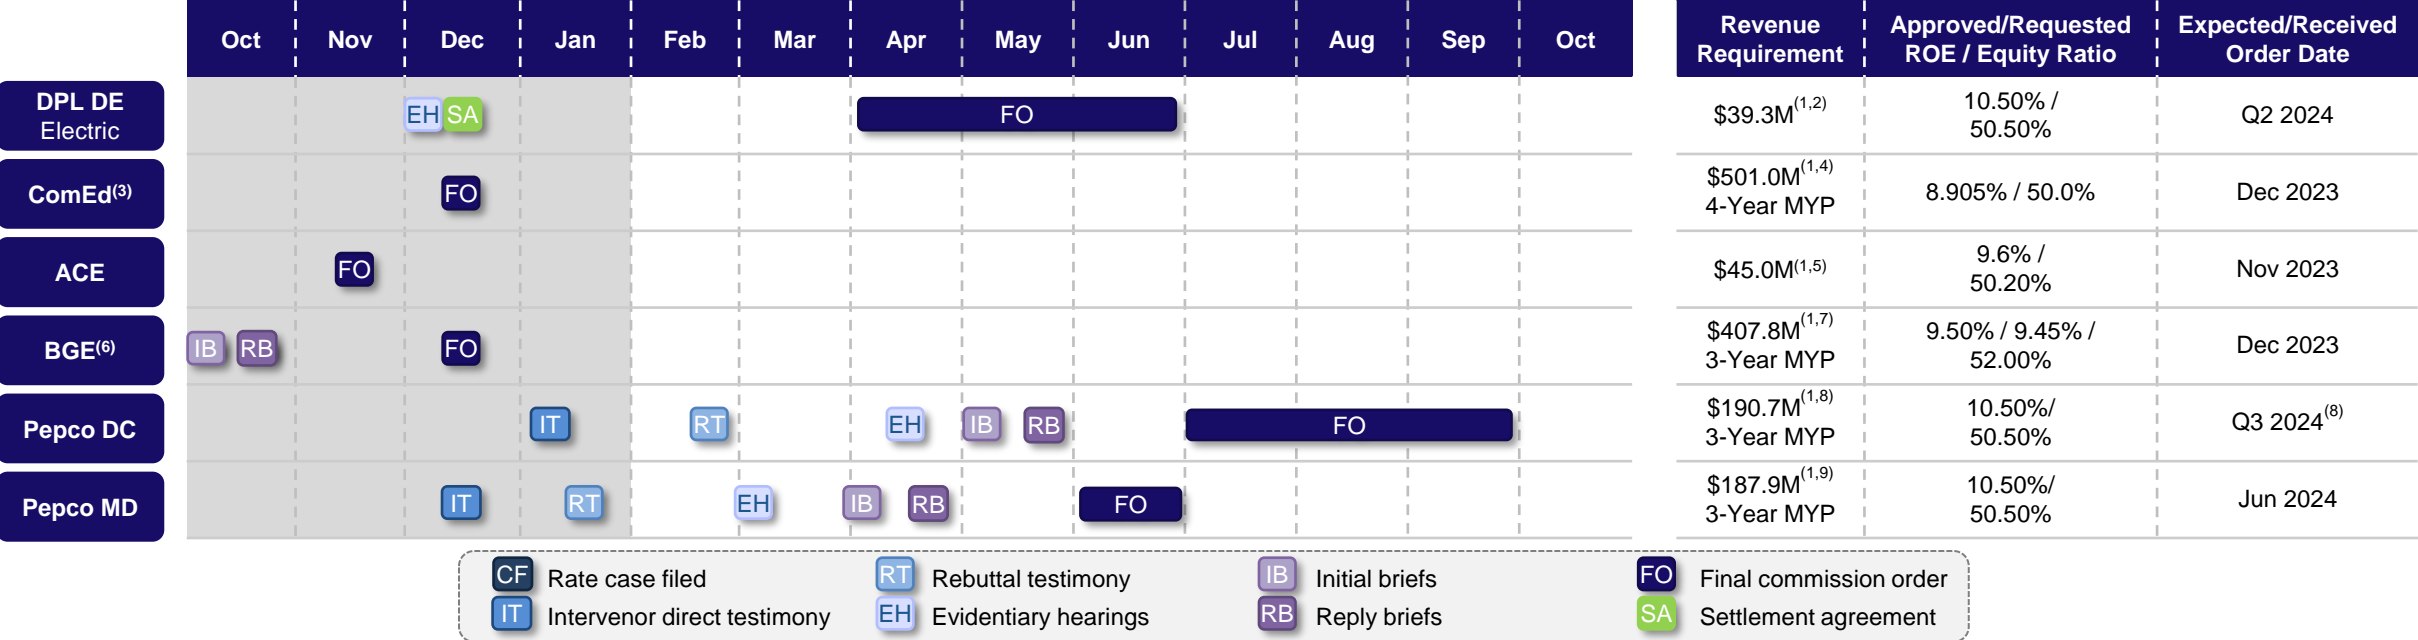 Oct Nov Dec Jan Feb Mar Apr May Jun Jul Aug Sep Oct
Revenue
Requirement
Approved/Requested
ROE / Equity Ratio
Expected/Received
Order Date
DPL DE
Electric
EH SA FO
$39.3M(1,2)
10.50% /
50.50%
Q2 2024
ComEd(3)
FO
$501.0M(1,4)
4-Year MYP
8.905% / 50.0%
Dec 2023
ACE
FO
$45.0M(1,5)
9.6% /
50.20%
Nov 2023
BGE(6)
IB RB FO
$407.8M(1,7)
3-Year MYP
9.50% / 9.45% /
52.00%
Dec 2023
Pepco DC
IT RT EH IB RB FO
$190.7M(1,8)
3-Year MYP
10.50%/
50.50%
Q3 2024(8)
Pepco MD
IT RT EH IB RB FO
$187.9M(1,9)
3-Year MYP
10.50%/
50.50%
Jun 2024
CF Rate case filed
IT Intervenor direct testimony
RT Rebuttal testimony
EH Evidentiary hearings
IB Initial briefs
RB Reply briefs
FO Final commission order
SA Settlement agreement